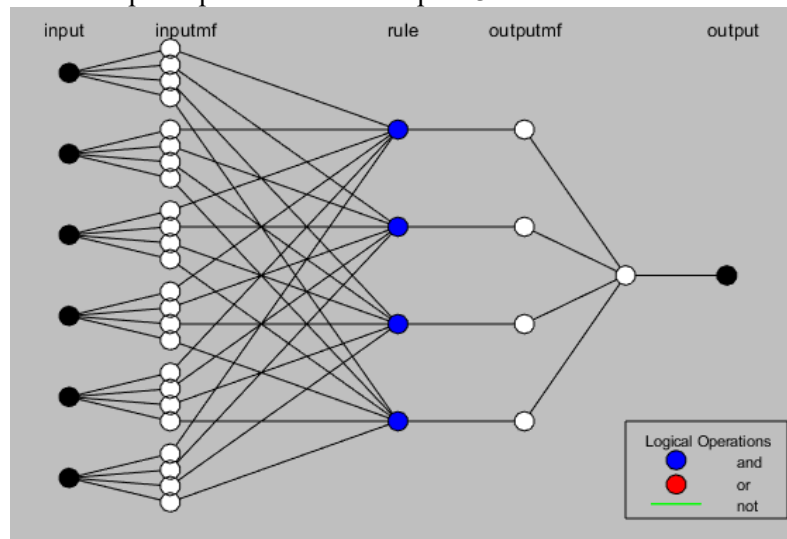 input inputmf rule outputmf output
Logical Operations
and
or
not